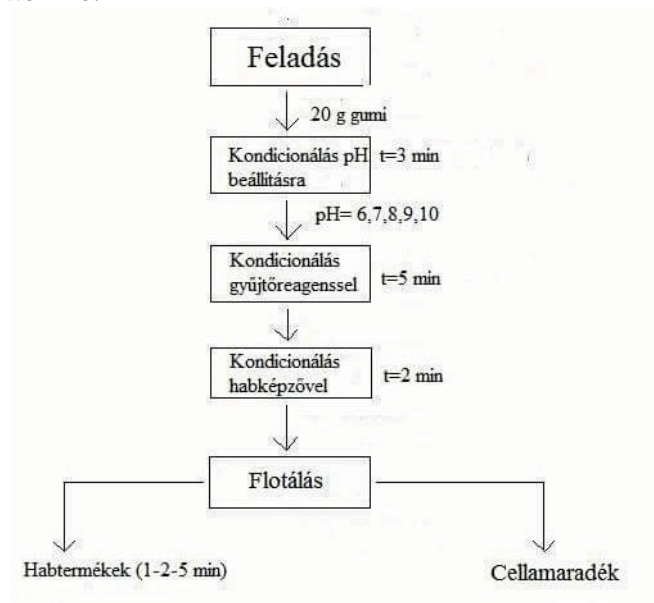 Feladás
20 g gumi
Kondicionálás pH t=3 min
beállitásra
pH= 6,7,8,9,10
Kondicionálás
gyűjtőreagenssel
t=5 min
Kondicionálás
habképzővel
t=2 min
Flotálás
Habtermékek (1-2-5 min)
Cellamaradék